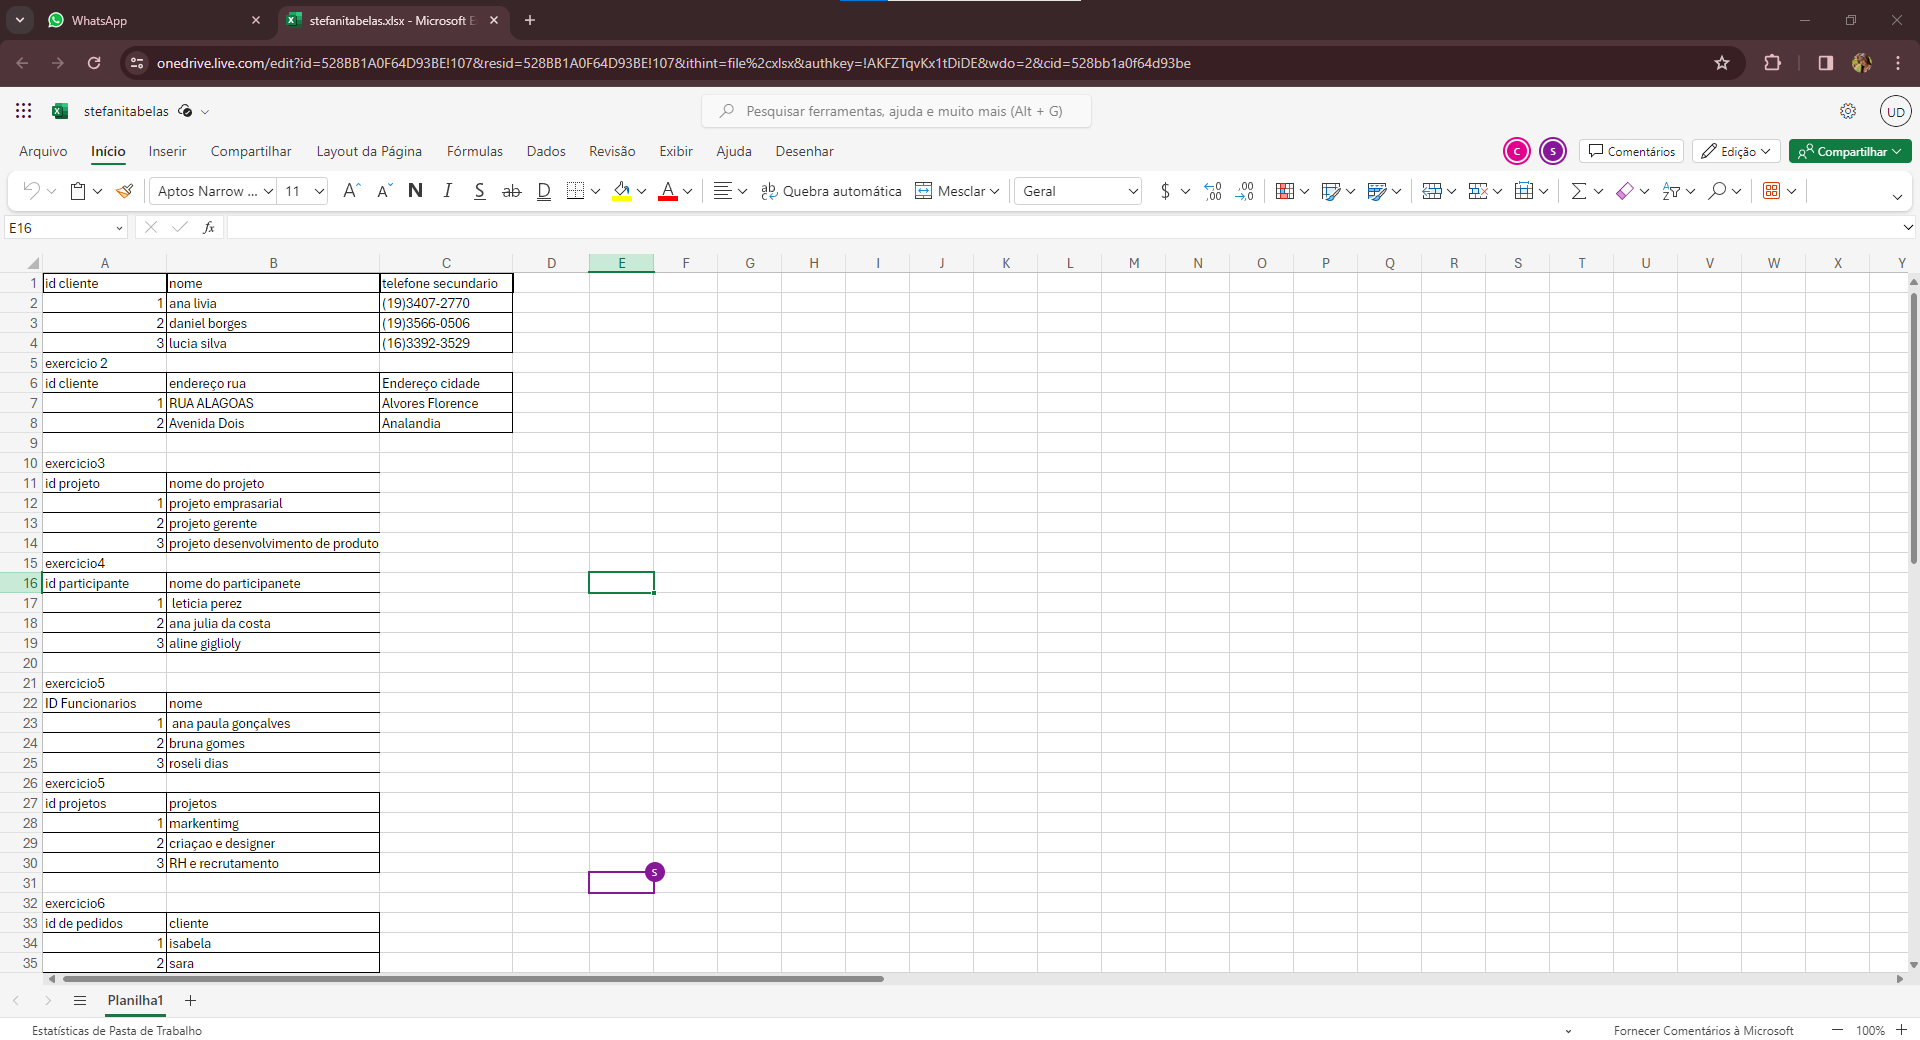 WhatsApp
stefanitabelas.xlsx - Microsoft E
onedrive.live.com/edit?id=528BB1A0F64D93BE!107&resid=528BB1A0F64D93BE!107&ithint=file%2cxlsx&authkey=!AKFZTqvKx1tDiDE&wdo=2&cid=528bb1a0f64d93be
stefanitabelas
Pesquisar ferramentas, ajuda e muito mais (Alt + G)
UD
Arquivo Início Inserir Compartilhar Layout da Página Fórmulas Dados Revisão Exibir Ajuda Desenhar
C S Comentários Edição Compartilhar
Aptos Narrow ... 11 N I S ab D A Quebra automática Mesclar Geral $
E16 fx
A B C D E F G H I J K L M N O P Q R S T U V W X Y
1 id cliente nome telefone secundario
2 1 ana livia (19)3407-2770
3 2 daniel borges (19)3566-0506
4 3 lucia silva (16)3392-3529
5 exercicio 2
6 id cliente endereço rua Endereço cidade
7 1 RUA ALAGOAS Alvores Florence
8 2 Avenida Dois Analandia
9
10 exercicio3
11 id projeto nome do projeto
12 1 projeto emprasarial
13 2 projeto gerente
14 3 projeto desenvolvimento de produto
15 exercicio4
16 id participante nome do participanete
17 1 leticia perez
18 2 ana julia da costa
19 3 aline giglioly
20
21 exercicio5
22 ID Funcionarios nome
23 1 ana paula gonçalves
24 2 bruna gomes
25 3 roseli dias
26 exercicio5
27 id projetos projetos
28 1 markentimg
29 2 criaçao e designer
30 3 RH e recrutamento
S
31
32 exercicio6
33 id de pedidos cliente
34 1 isabela
35 2 sara
Planilha1
Estatísticas de Pasta de Trabalho
Fornecer Comentários à Microsoft
100%